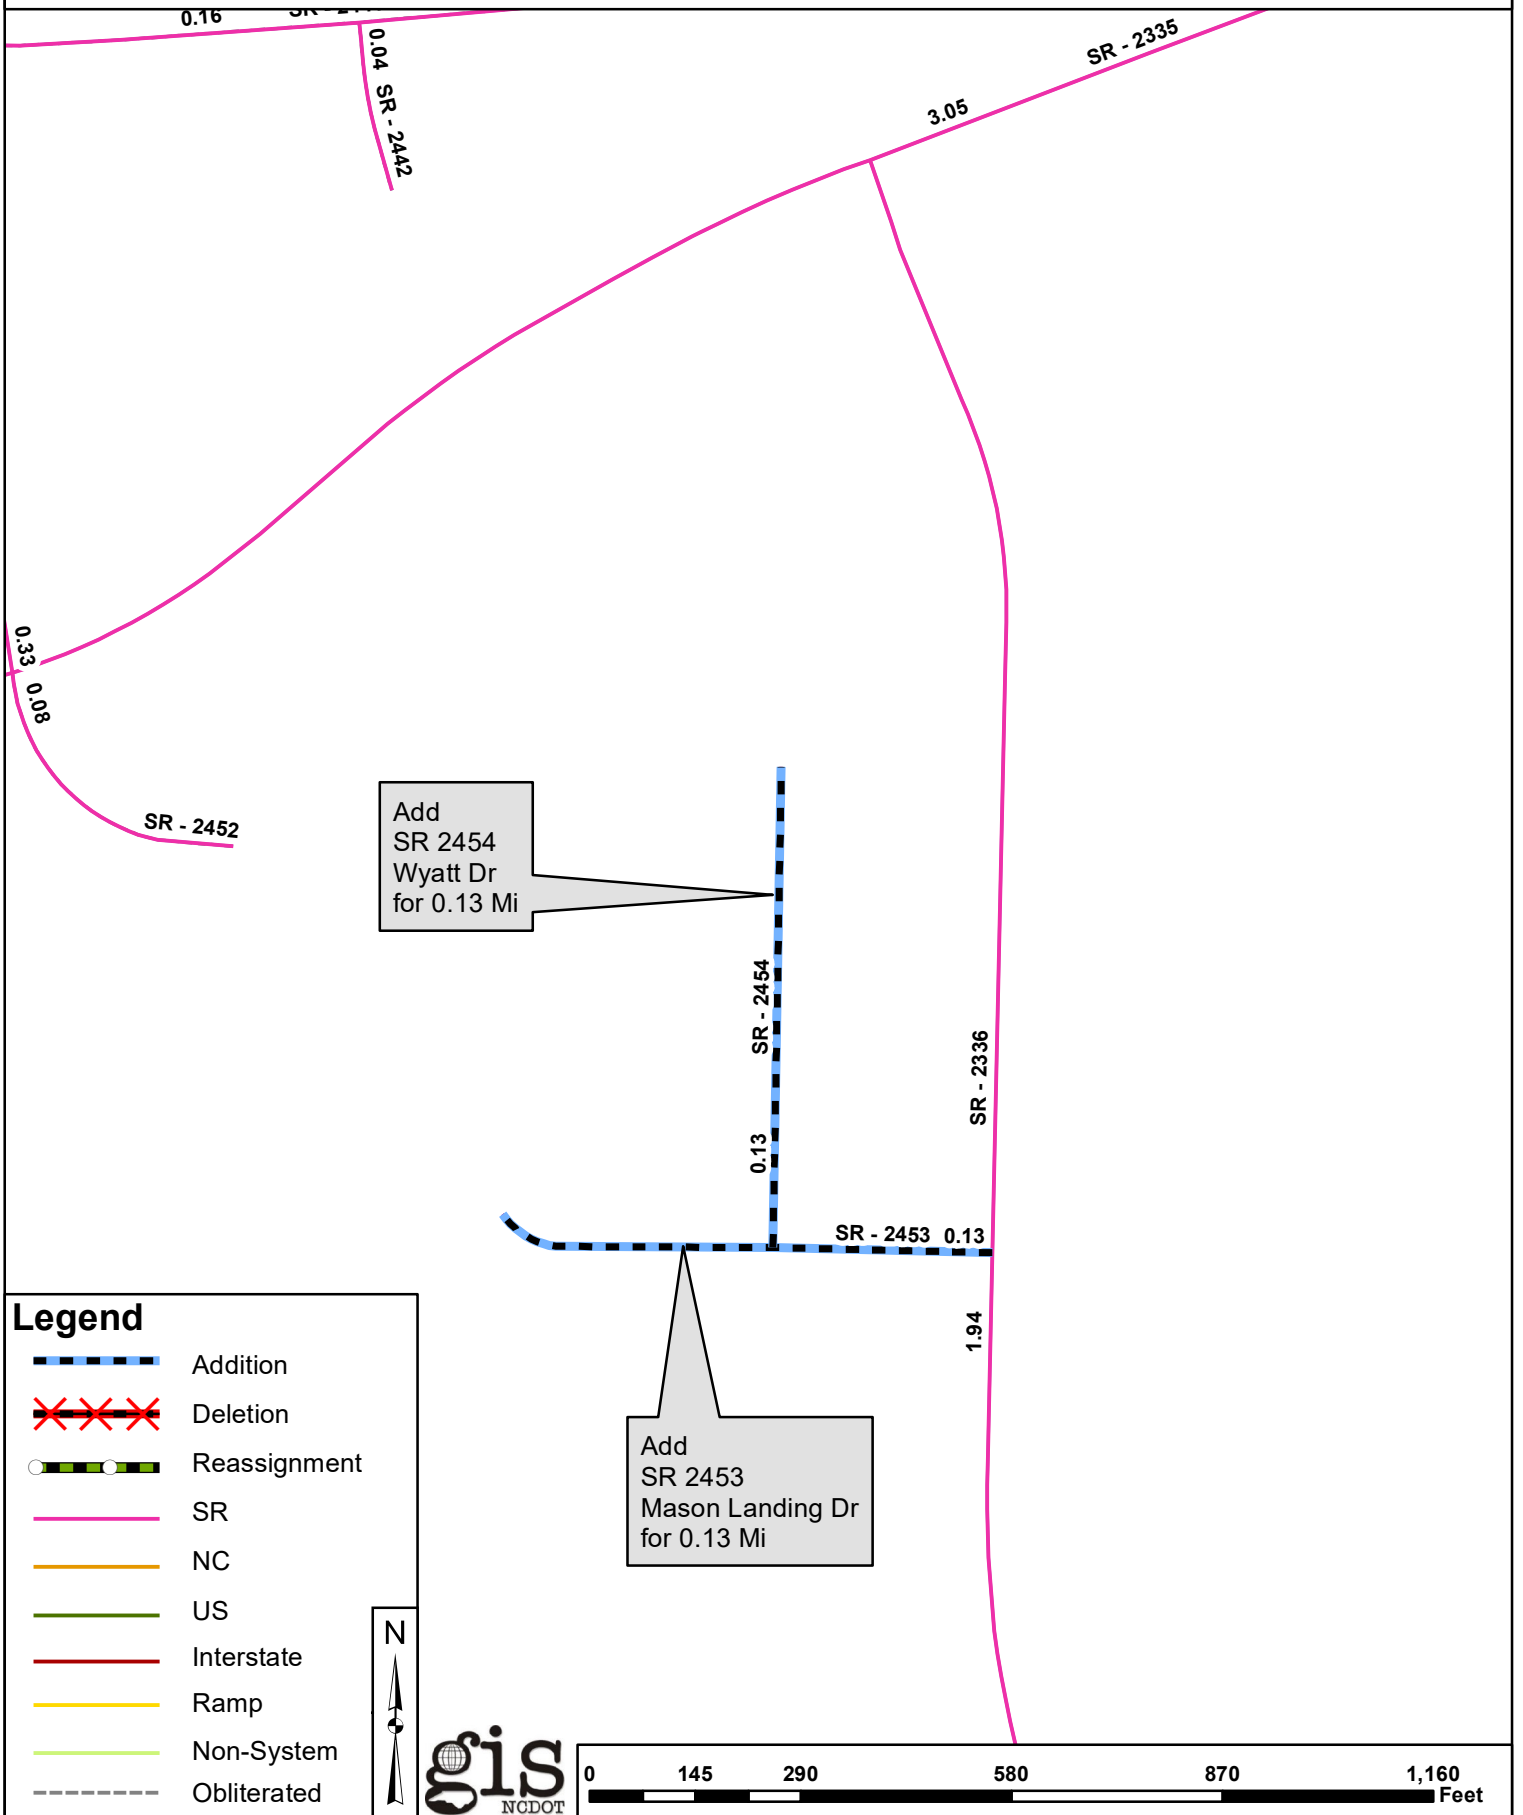 0.16
SR - 2335
0.04 SR - 2442
3.05
0.33
0.08
SR - 2452
Add
SR 2454
Wyatt Dr
for 0.13 Mi
SR - 2454
0.13
SR - 2336
SR - 2453 0.13
1.94
Add
SR 2453
Mason Landing Dr
for 0.13 Mi
Legend
Addition
Deletion
Reassignment
SR
NC
US
Interstate
Ramp
Non-System
Obliterated
N
gis
NCDOT
0 145 290 580 870 1,160
Feet